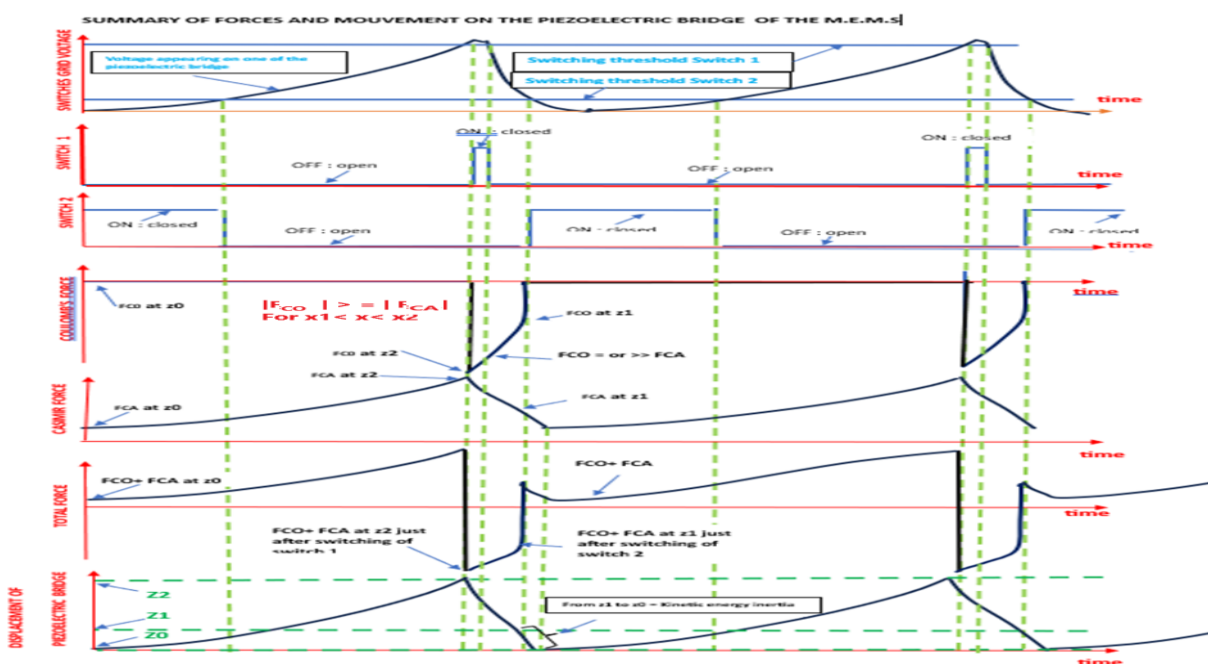 SUMMARY OF FORCES AND MOUVEMENT ON THE PIEZOELECTRIC BRIDGE OF THE M.E.M.S
SWITCHES GRID VOLTAGE
Voltage appearing on one of the
piezoelectric bridge
Switching threshold Switch 1
Switching threshold Switch 2
time
SWITCH 1
ON : closed
ON : closed
OFF : open
OFF : open
time
SWITCH 2
ON : closed
OFF : open
ON : closed
OFF : open
ON : closed
time
COULOMB'S FORCE
FCO at z0
|FCO | > = | FCA|
For x1< x< x2
time
FCO at z1
FCO at z2
FCO = or >> FCA
CASIMIR FORCE
FCA at z2
FCA at z0
FCA at z1
time
TOTAL FORCE
FCO+ FCA at z0
FCO+ FCA
time
FCO+ FCA at z2 just
after switching of
switch 1
FCO+ FCA at z1 just
after switching of
switch 2
DISPLACEMENT OF
PIEZOELECTRIC BRIDGE
Z2
Z1
Z0
From z1 to z0 = Kinetic energy inertia
time